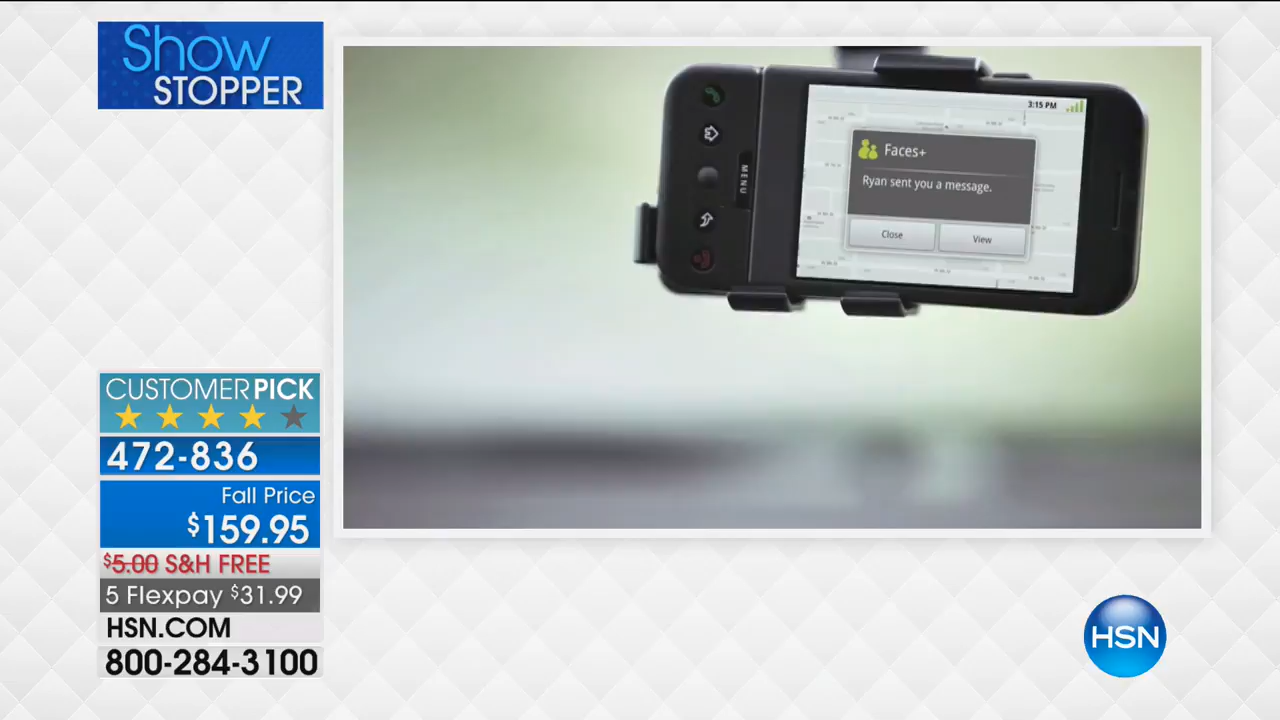 Show
STOPPER
3:15 PM
Faces+
Ryan sent you a message.
Close
View
MENU
CUSTOMER PICK
472-836
Fall Price
$159.95
$5.00 S&H FREE
5 Flexpay $31.99
HSN.COM
800-284-3100
HSN